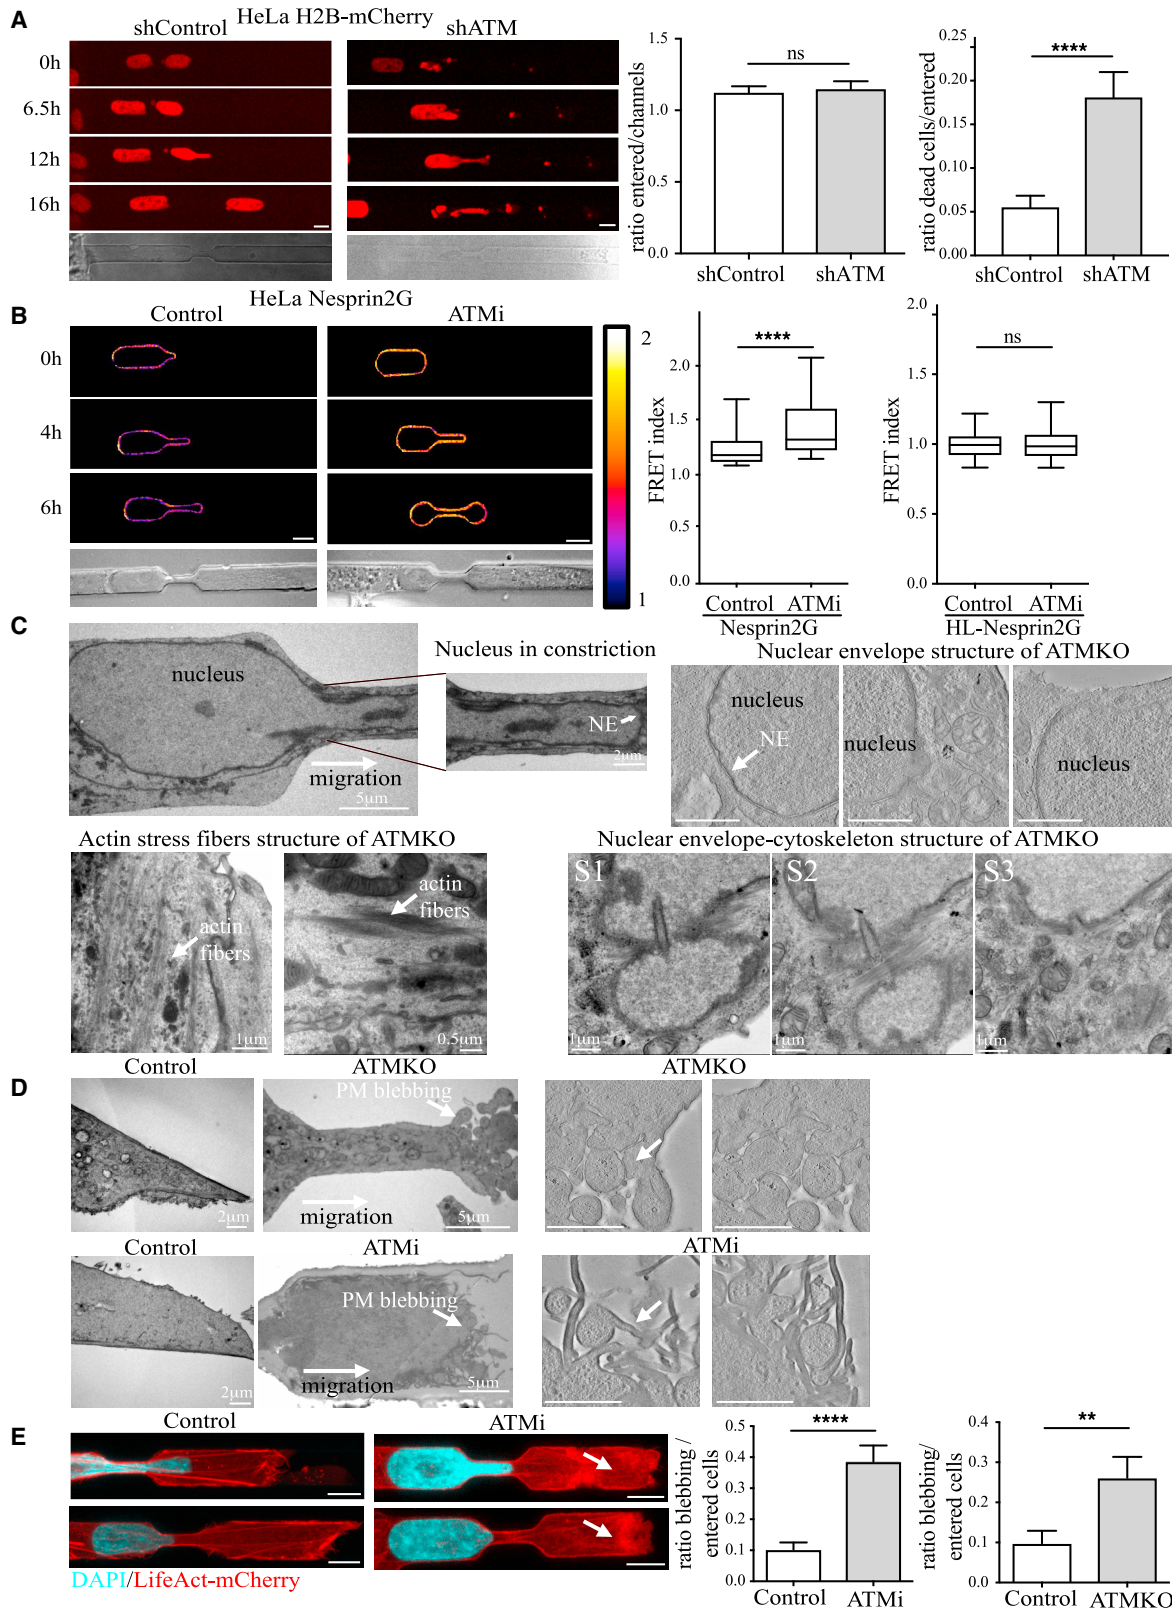 A
HeLa H2B-mCherry
shControl
shATM
0h
6.5h
12h
16h
ratio entered/channels
1.5
1.0
0.5
0.0
ns
shControl
shATM
ratio dead cells/entered
0.25
0.20
0.15
0.10
0.05
0.00
****
shControl
shATM
B
HeLa Nesprin2G
Control
ATMi
0h
4h
6h
2
1
FRET index
2.0
1.5
1.0
0.5
0.0
****
Control ATMi
Nesprin2G
FRET index
2.0
1.5
1.0
0.5
0.0
ns
Control ATMi
HL-Nesprin2G
C
nucleus
migration
5µm
Nucleus in constriction
NE
2µm
Nuclear envelope structure of ATMKO
nucleus
NE
nucleus
nucleus
Actin stress fibers structure of ATMKO
actin
fibers
1µm
actin
fibers
0.5µm
Nuclear envelope-cytoskeleton structure of ATMKO
S1
1µm
S2
1µm
S3
1µm
D
Control
2µm
ATMKO
PM blebbing
migration
5µm
ATMKO
Control
2µm
ATMi
PM blebbing
migration
5µm
ATMi
E
Control
ATMi
DAPI/LifeAct-mCherry
ratio blebbing /
entered cells
0.5
0.4
0.3
0.2
0.1
0.0
****
Control
ATMi
ratio blebbing/
entered cells
0.4
0.3
0.2
0.1
0.0
**
Control
ATMKO